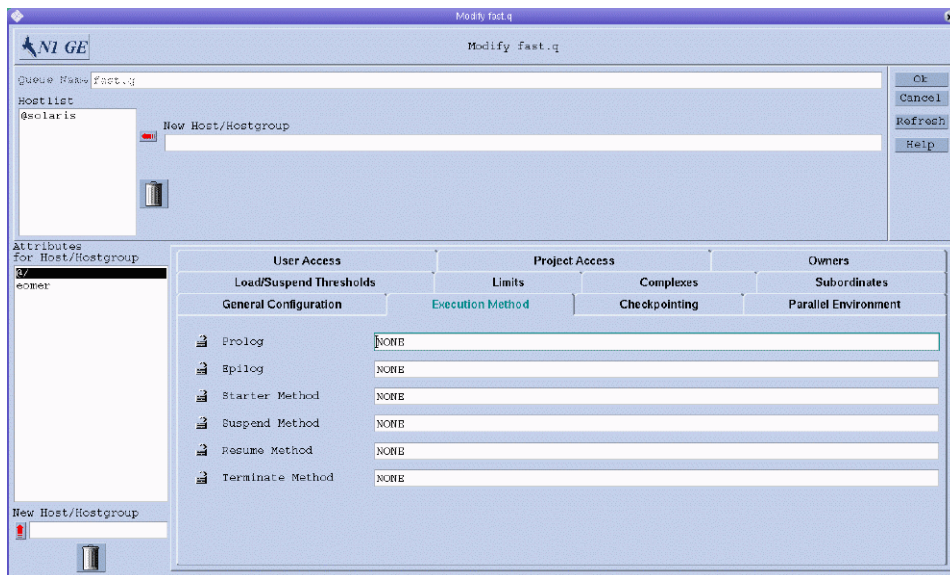 Modify fast.q
N1 GE
Modify fast.q
Queue Name fast.q
Ok
Hostlist
Cancel
@solaris
New Host/Hostgroup
Refresh
Help
Attributes
for Host/Hostgroup
@/
eomer
User Access Project Access Owners
Load/Suspend Thresholds Limits Complexes Subordinates
General Configuration Execution Method Checkpointing Parallel Environment
Prolog NONE
Epilog NONE
Starter Method NONE
Suspend Method NONE
Resume Method NONE
Terminate Method NONE
New Host/Hostgroup